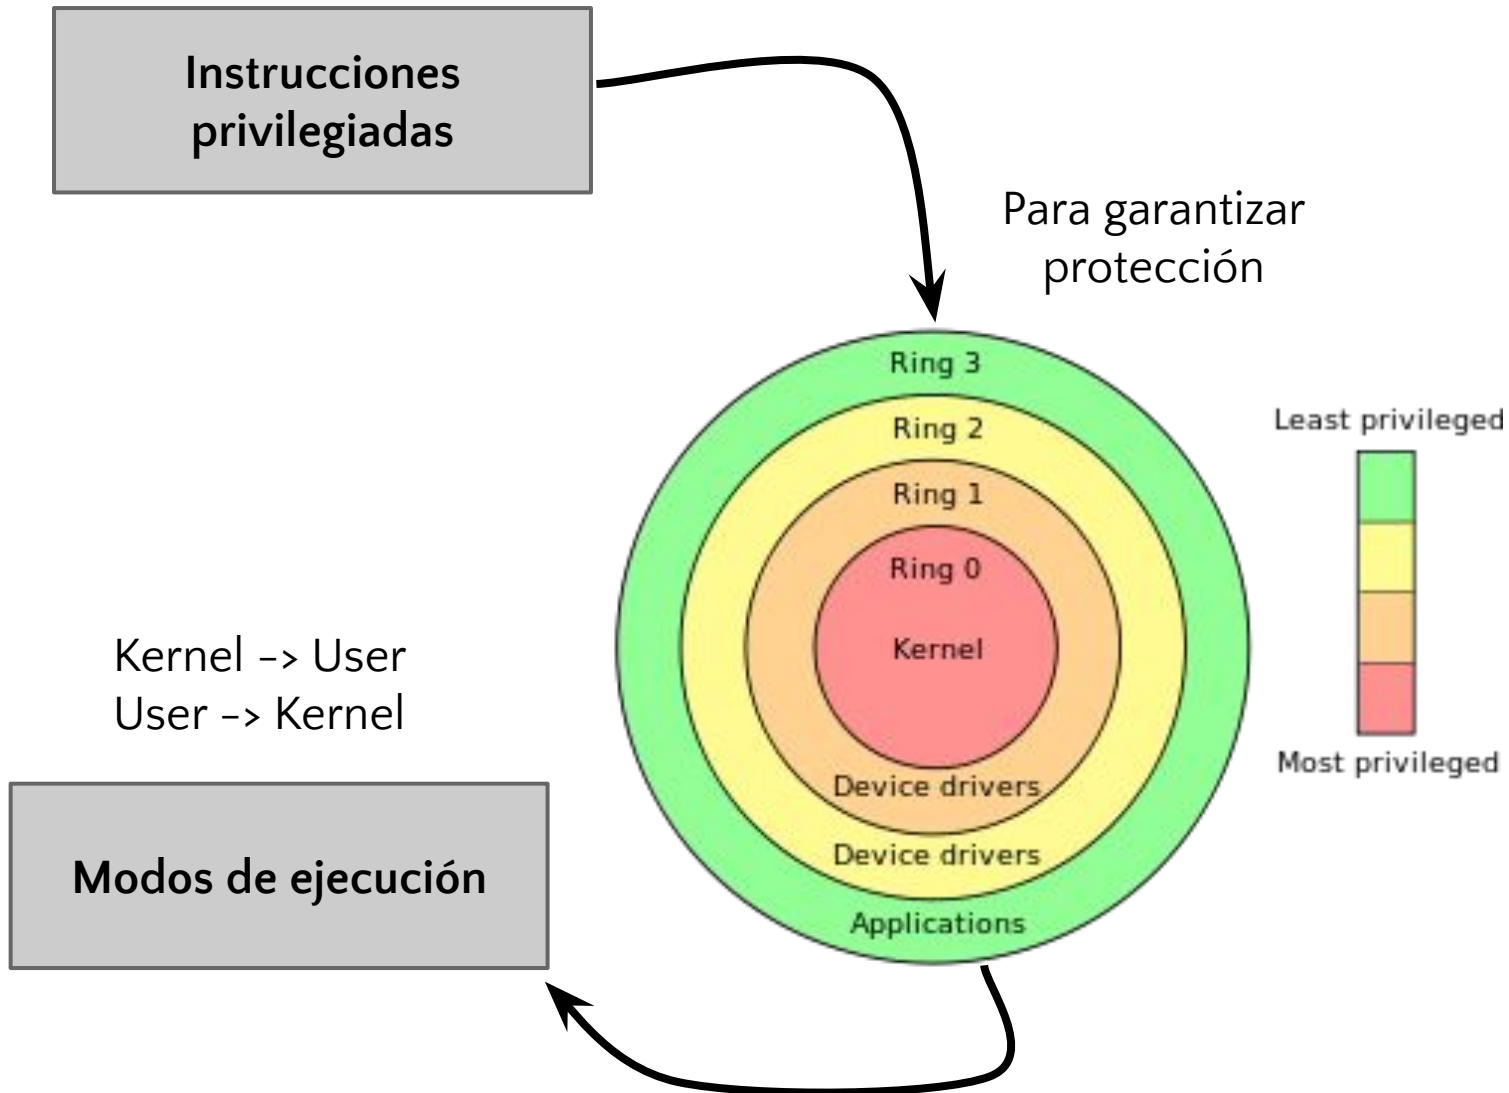 Instrucciones
privilegiadas
Para garantizar
protección
Ring 3
Ring 2
Ring 1
Ring 0
Kernel
Device drivers
Device drivers
Applications
Least privileged
Most privileged
Kernel -> User
User -> Kernel
Modos de ejecución